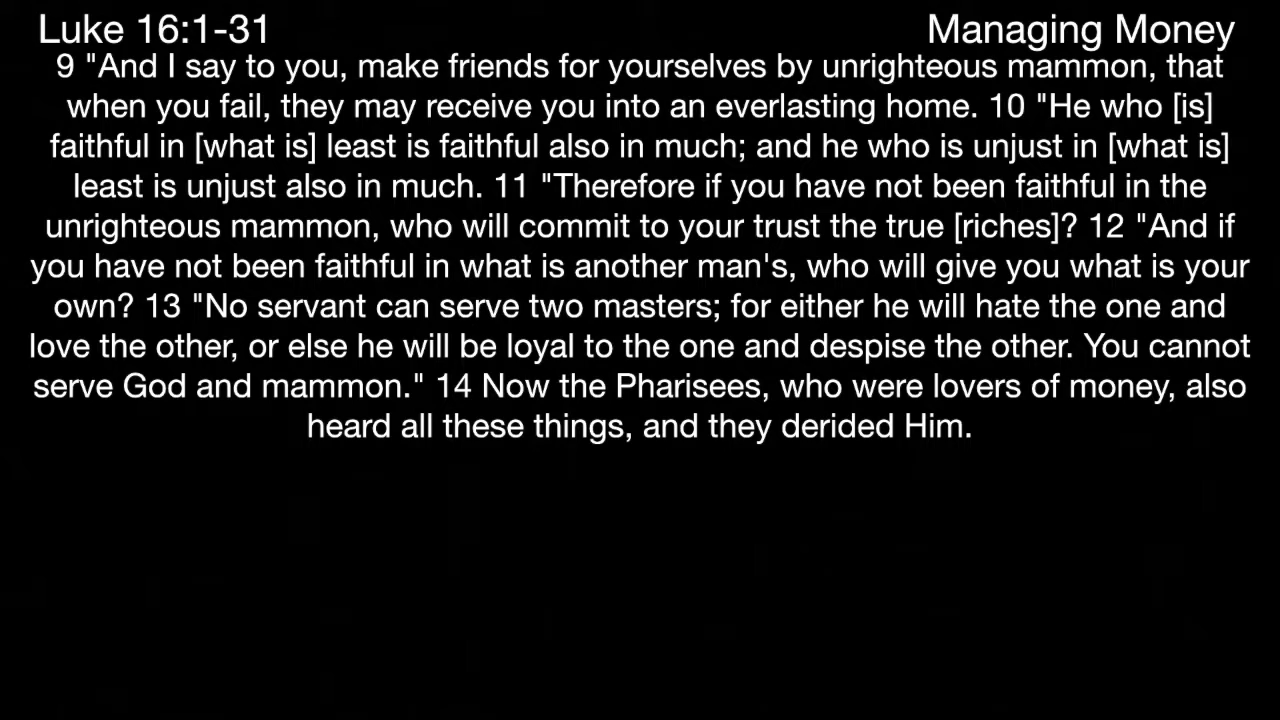 Luke 16:1-31
Managing Money
9 "And I say to you, make friends for yourselves by unrighteous mammon, that
when you fail, they may receive you into an everlasting home. 10 "He who [is]
faithful in [what is] least is faithful also in much; and he who is unjust in [what is]
least is unjust also in much. 11 "Therefore if you have not been faithful in the
unrighteous mammon, who will commit to your trust the true [riches]? 12 "And if
you have not been faithful in what is another man's, who will give you what is your
own? 13 "No servant can serve two masters; for either he will hate the one and
love the other, or else he will be loyal to the one and despise the other. You cannot
serve God and mammon." 14 Now the Pharisees, who were lovers of money, also
heard all these things, and they derided Him.